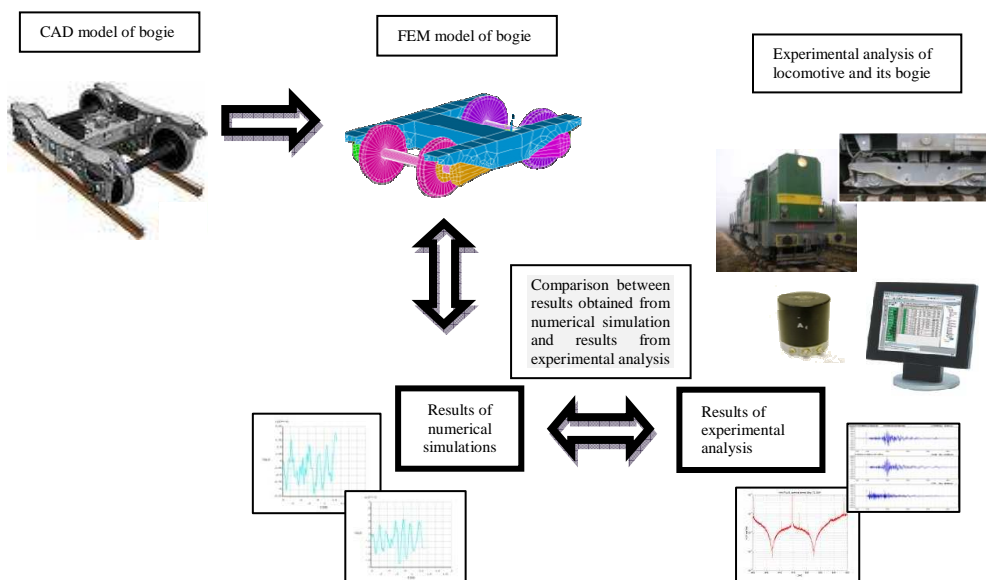 CAD model of bogie
FEM model of bogie
Experimental analysis of
locomotive and its bogie
Comparison between
results obtained from
numerical simulation
and results from
experimental analysis
Results of
numerical
simulations
Results of
experimental
analysis